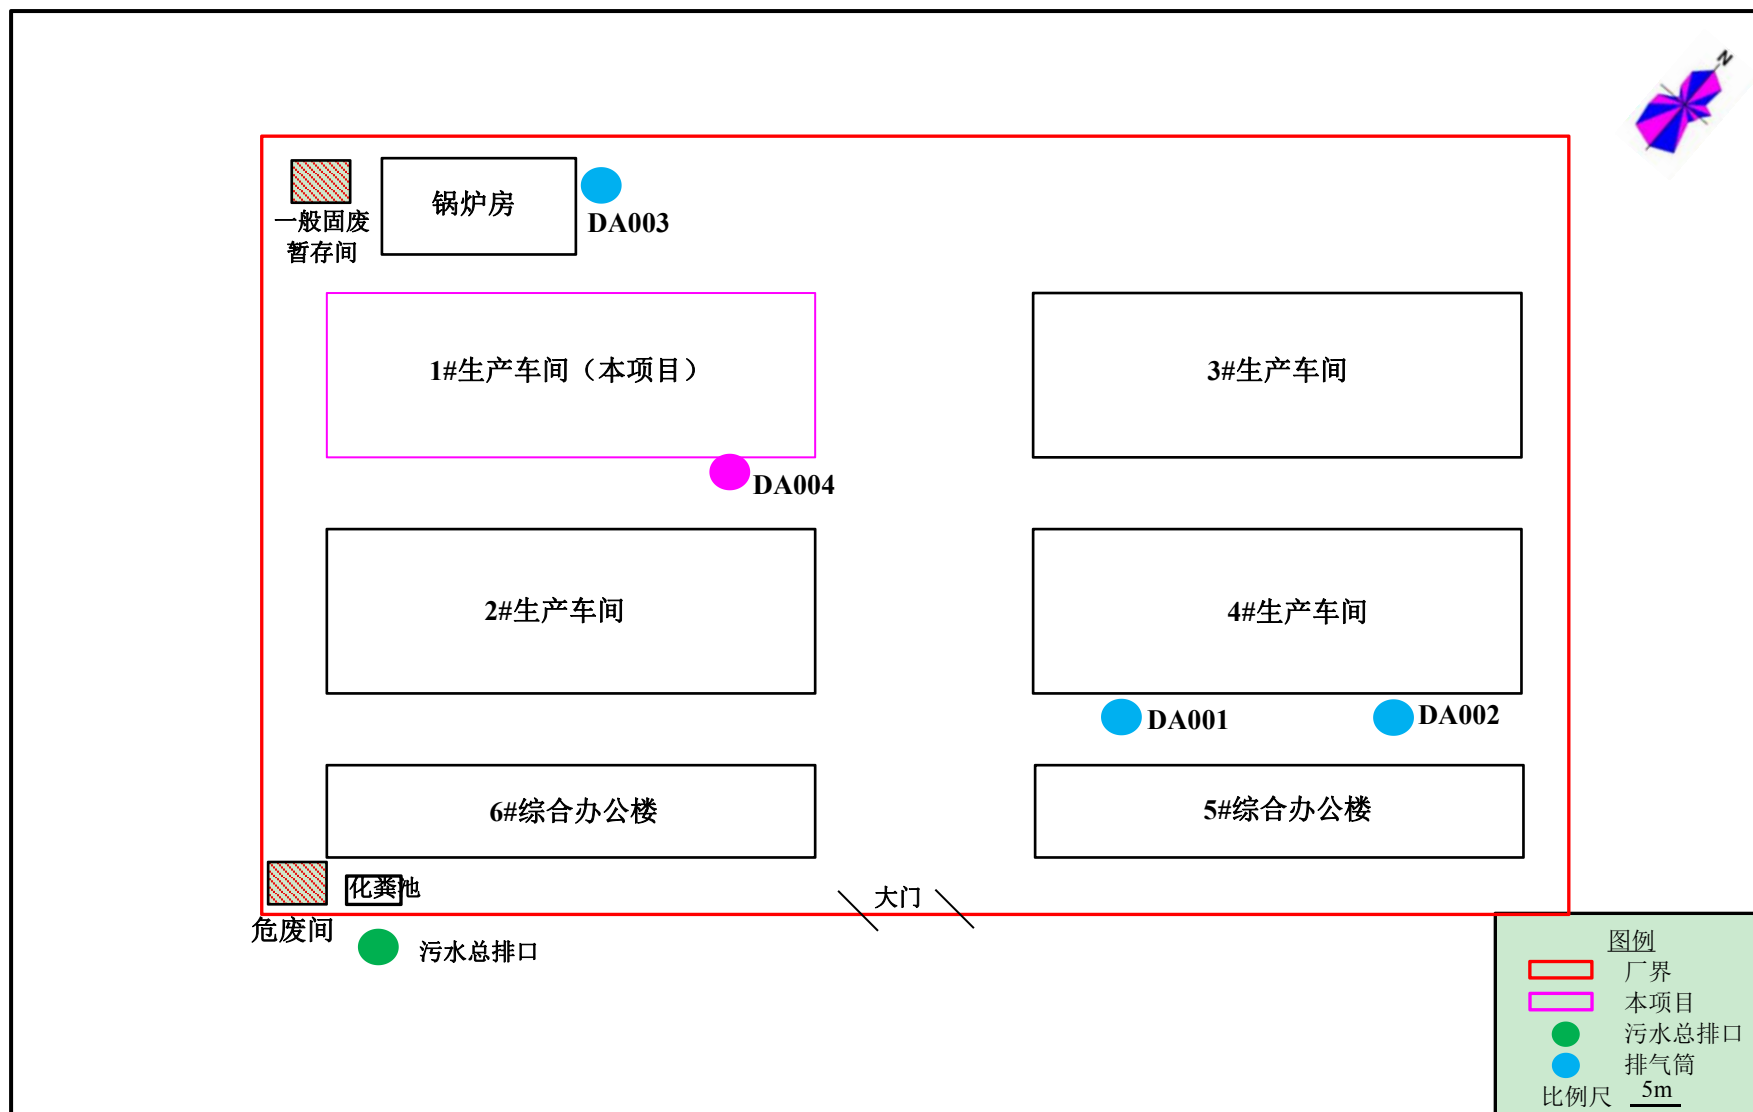 N
锅炉房
DA003
一般固废
暂存间
1#生产车间（本项目）
3#生产车间
DA004
2#生产车间
4#生产车间
DA001
DA002
6#综合办公楼
5#综合办公楼
化粪池
大门
危废间
污水总排口
图例
厂界
本项目
污水总排口
排气筒
比例尺 5m